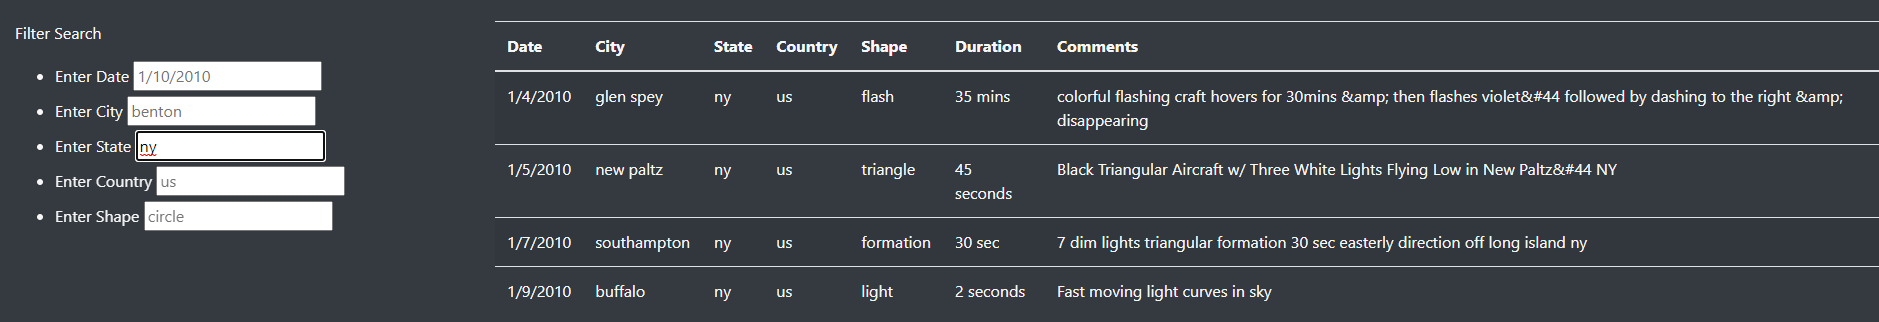 Filter Search
Enter Date 1/10/2010
Enter City benton
Enter State ny
Enter Country us
Enter Shape circle
Date City State Country Shape Duration Comments
1/4/2010 glen spey ny us flash 35 mins colorful flashing craft hovers for 30mins &amp; then flashes violet&#44 followed by dashing to the right &amp;
disappearing
1/5/2010 new paltz ny us triangle 45 Black Triangular Aircraft w/ Three White Lights Flying Low in New Paltz&#44 NY
seconds
1/7/2010 southampton ny us formation 30 sec 7 dim lights triangular formation 30 sec easterly direction off long island ny
1/9/2010 buffalo ny us light 2 seconds Fast moving light curves in sky